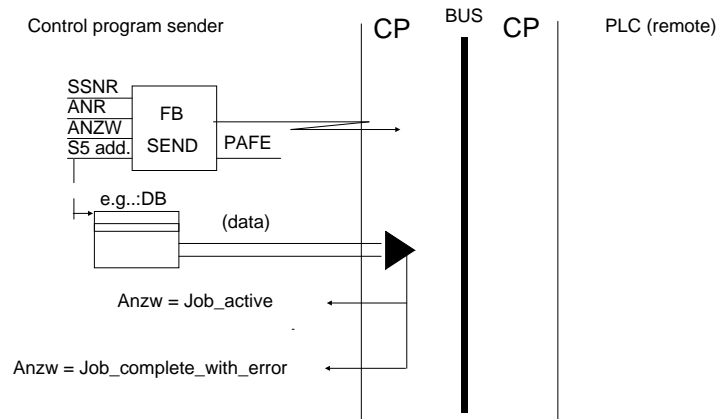 Control program sender
CP
BUS
CP
PLC (remote)
SSNR
ANR
ANZW
S5 add.
FB
SEND
PAFE
e.g..:DB
(data)
Anzw = Job_active
Anzw = Job_complete_with_error